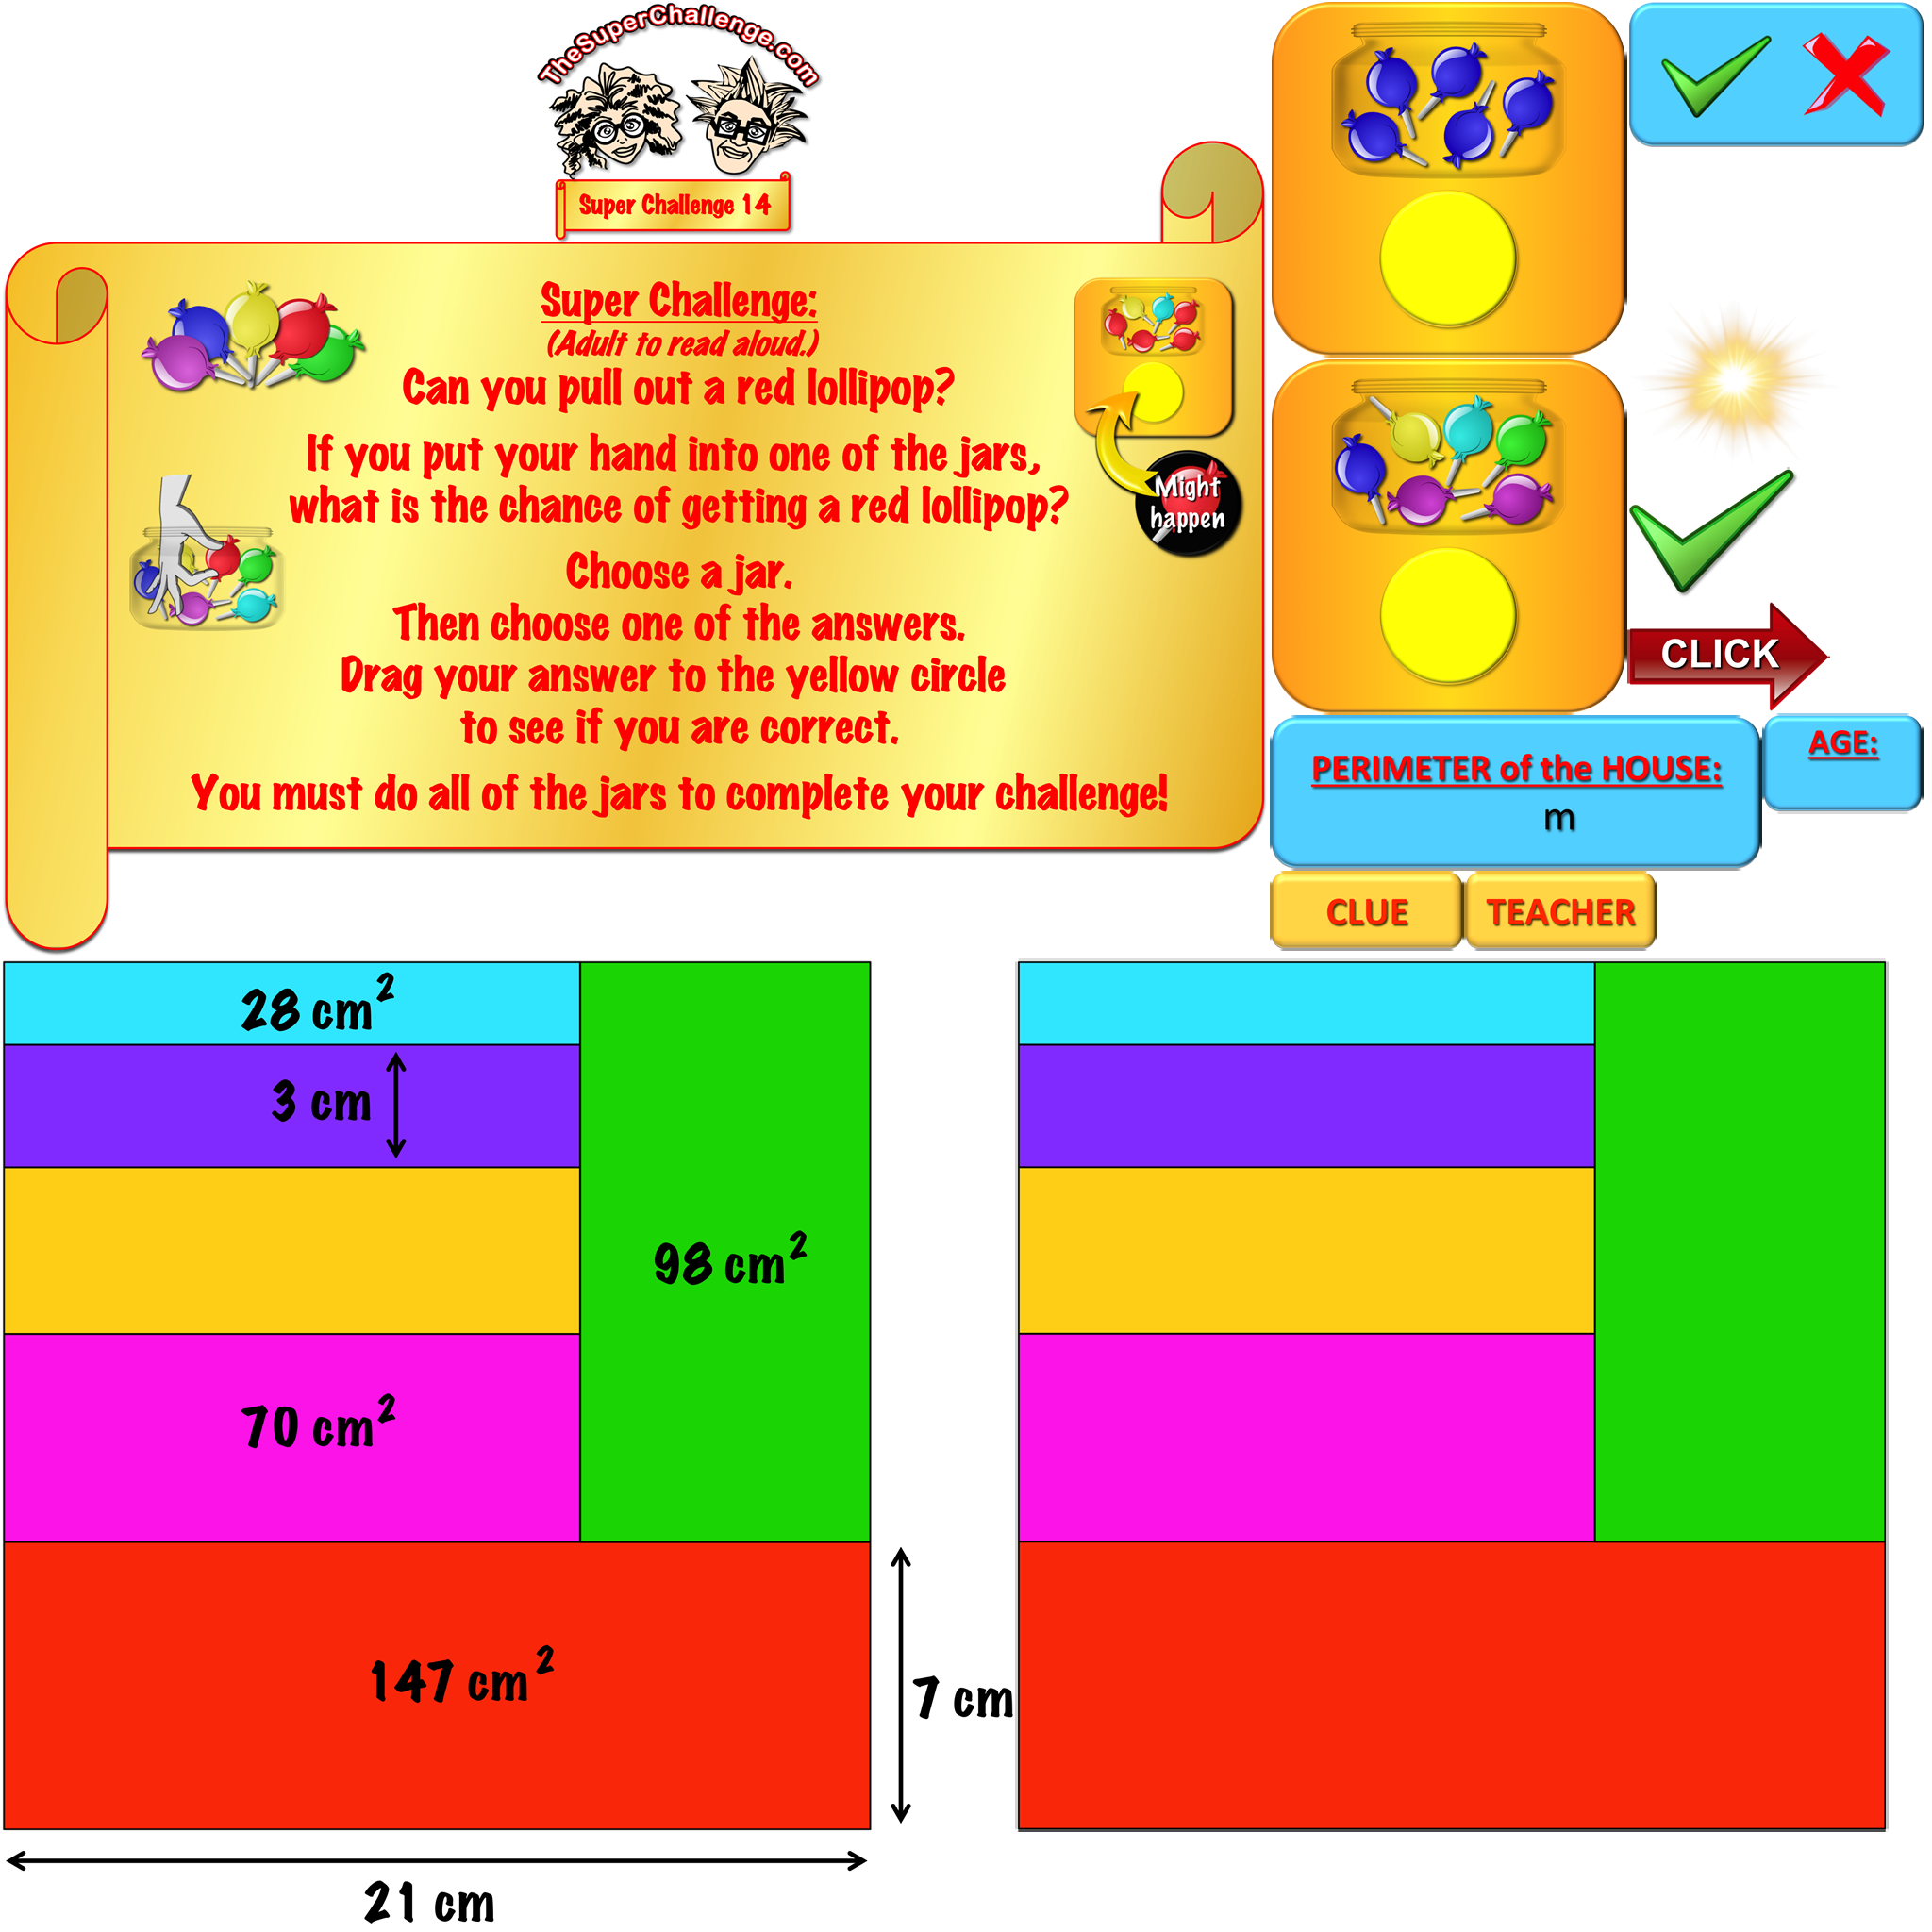 TheSuperChallenge.com
Super Challenge 14
Super Challenge:
(Adult to read aloud.)
Can you pull out a red lollipop?
If you put your hand into one of the jars,
what is the chance of getting a red lollipop?
Choose a jar.
Then choose one of the answers.
Drag your answer to the yellow circle
to see if you are correct.
You must do all of the jars to complete your challenge!
Might
happen
CLICK
PERIMETER of the HOUSE:
m
AGE:
CLUE
TEACHER
28 cm²
3 cm
98 cm²
70 cm²
147 cm²
7 cm
21 cm